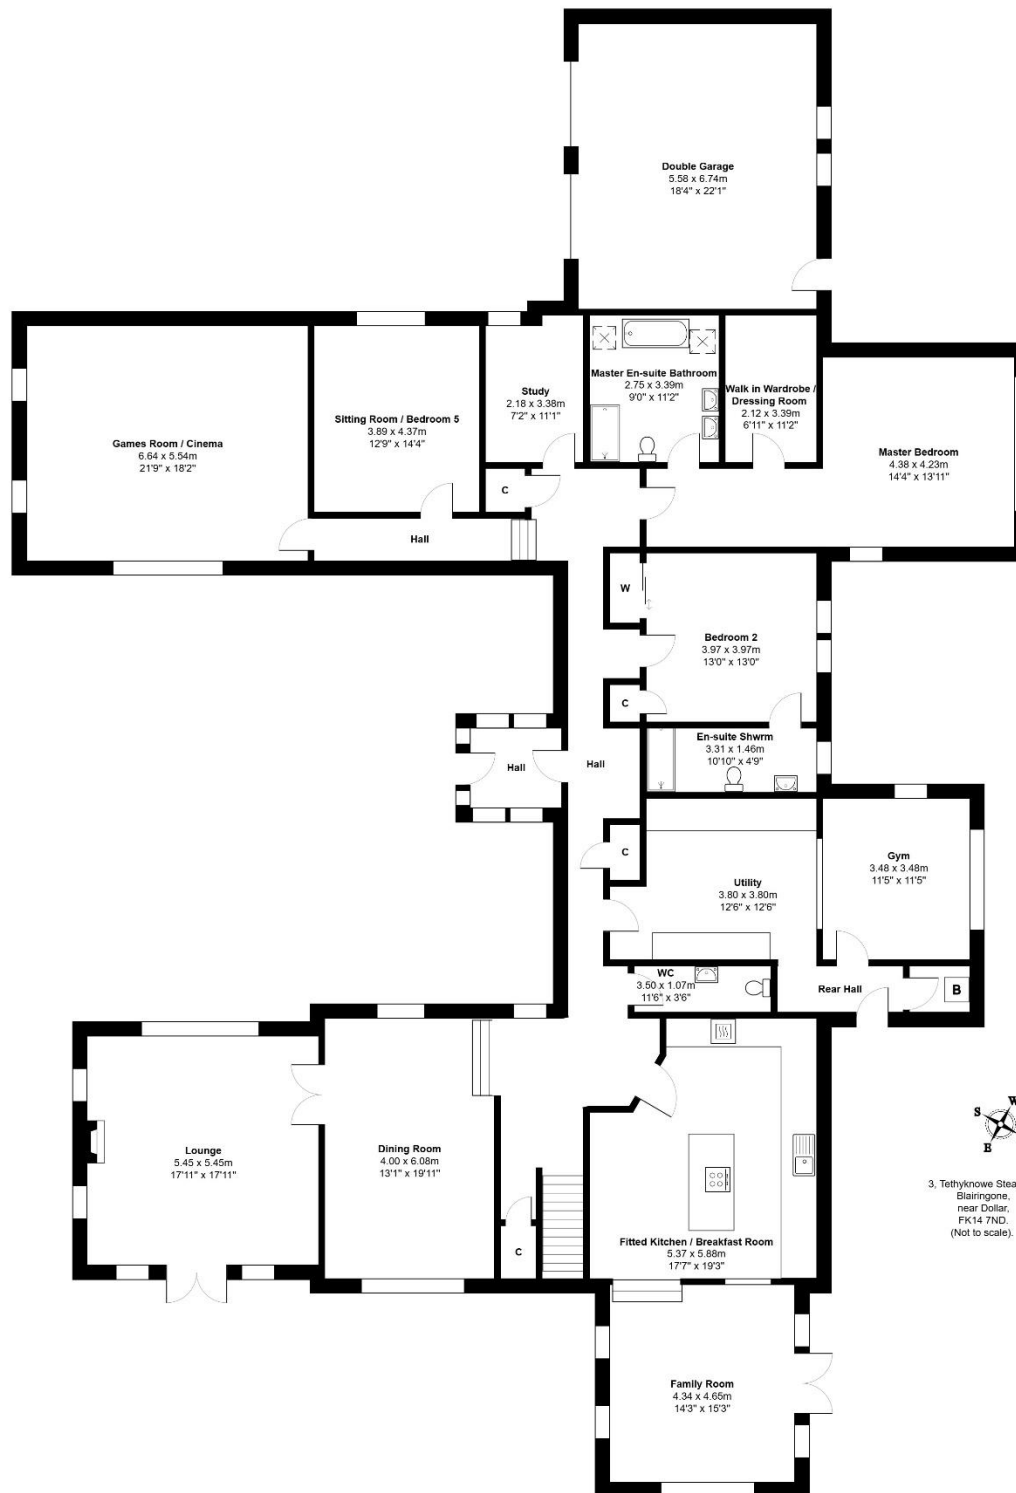 Double Garage
5.58 x 6.74m
18'4" x 22'1"
Games Room / Cinema
6.64 x 5.54m
21'9" x 18'2"
Sitting Room / Bedroom 5
3.89 x 4.37m
12'9" x 14'4"
Study
2.18 x 3.38m
7'2" x 11'1"
Master En-suite Bathroom
2.75 x 3.39m
9'0" x 11'2"
Walk in Wardrobe /
Dressing Room
2.12 x 3.39m
6'11" x 11'2"
Master Bedroom
4.38 x 4.23m
14'4" x 13'11"
C
Hall
W
Bedroom 2
3.97 x 3.97m
13'0" x 13'0"
C
En-suite Shwrm
3.31 x 1.46m
10'10" x 4'9"
Hall
Hall
C
Utility
3.80 x 3.80m
12'6" x 12'6"
Gym
3.48 x 3.48m
11'5" x 11'5"
WC
3.50 x 1.07m
11'6" x 3'6"
Rear Hall
B
Lounge
5.45 x 5.45m
17'11" x 17'11"
Dining Room
4.00 x 6.08m
13'1" x 19'11"
C
Fitted Kitchen / Breakfast Room
5.37 x 5.88m
17'7" x 19'3"
Family Room
4.34 x 4.65m
14'3" x 15'3"
S
W
E
3, Tethyknowe Stea
Blairingone,
near Dollar,
FK14 7ND.
(Not to scale).